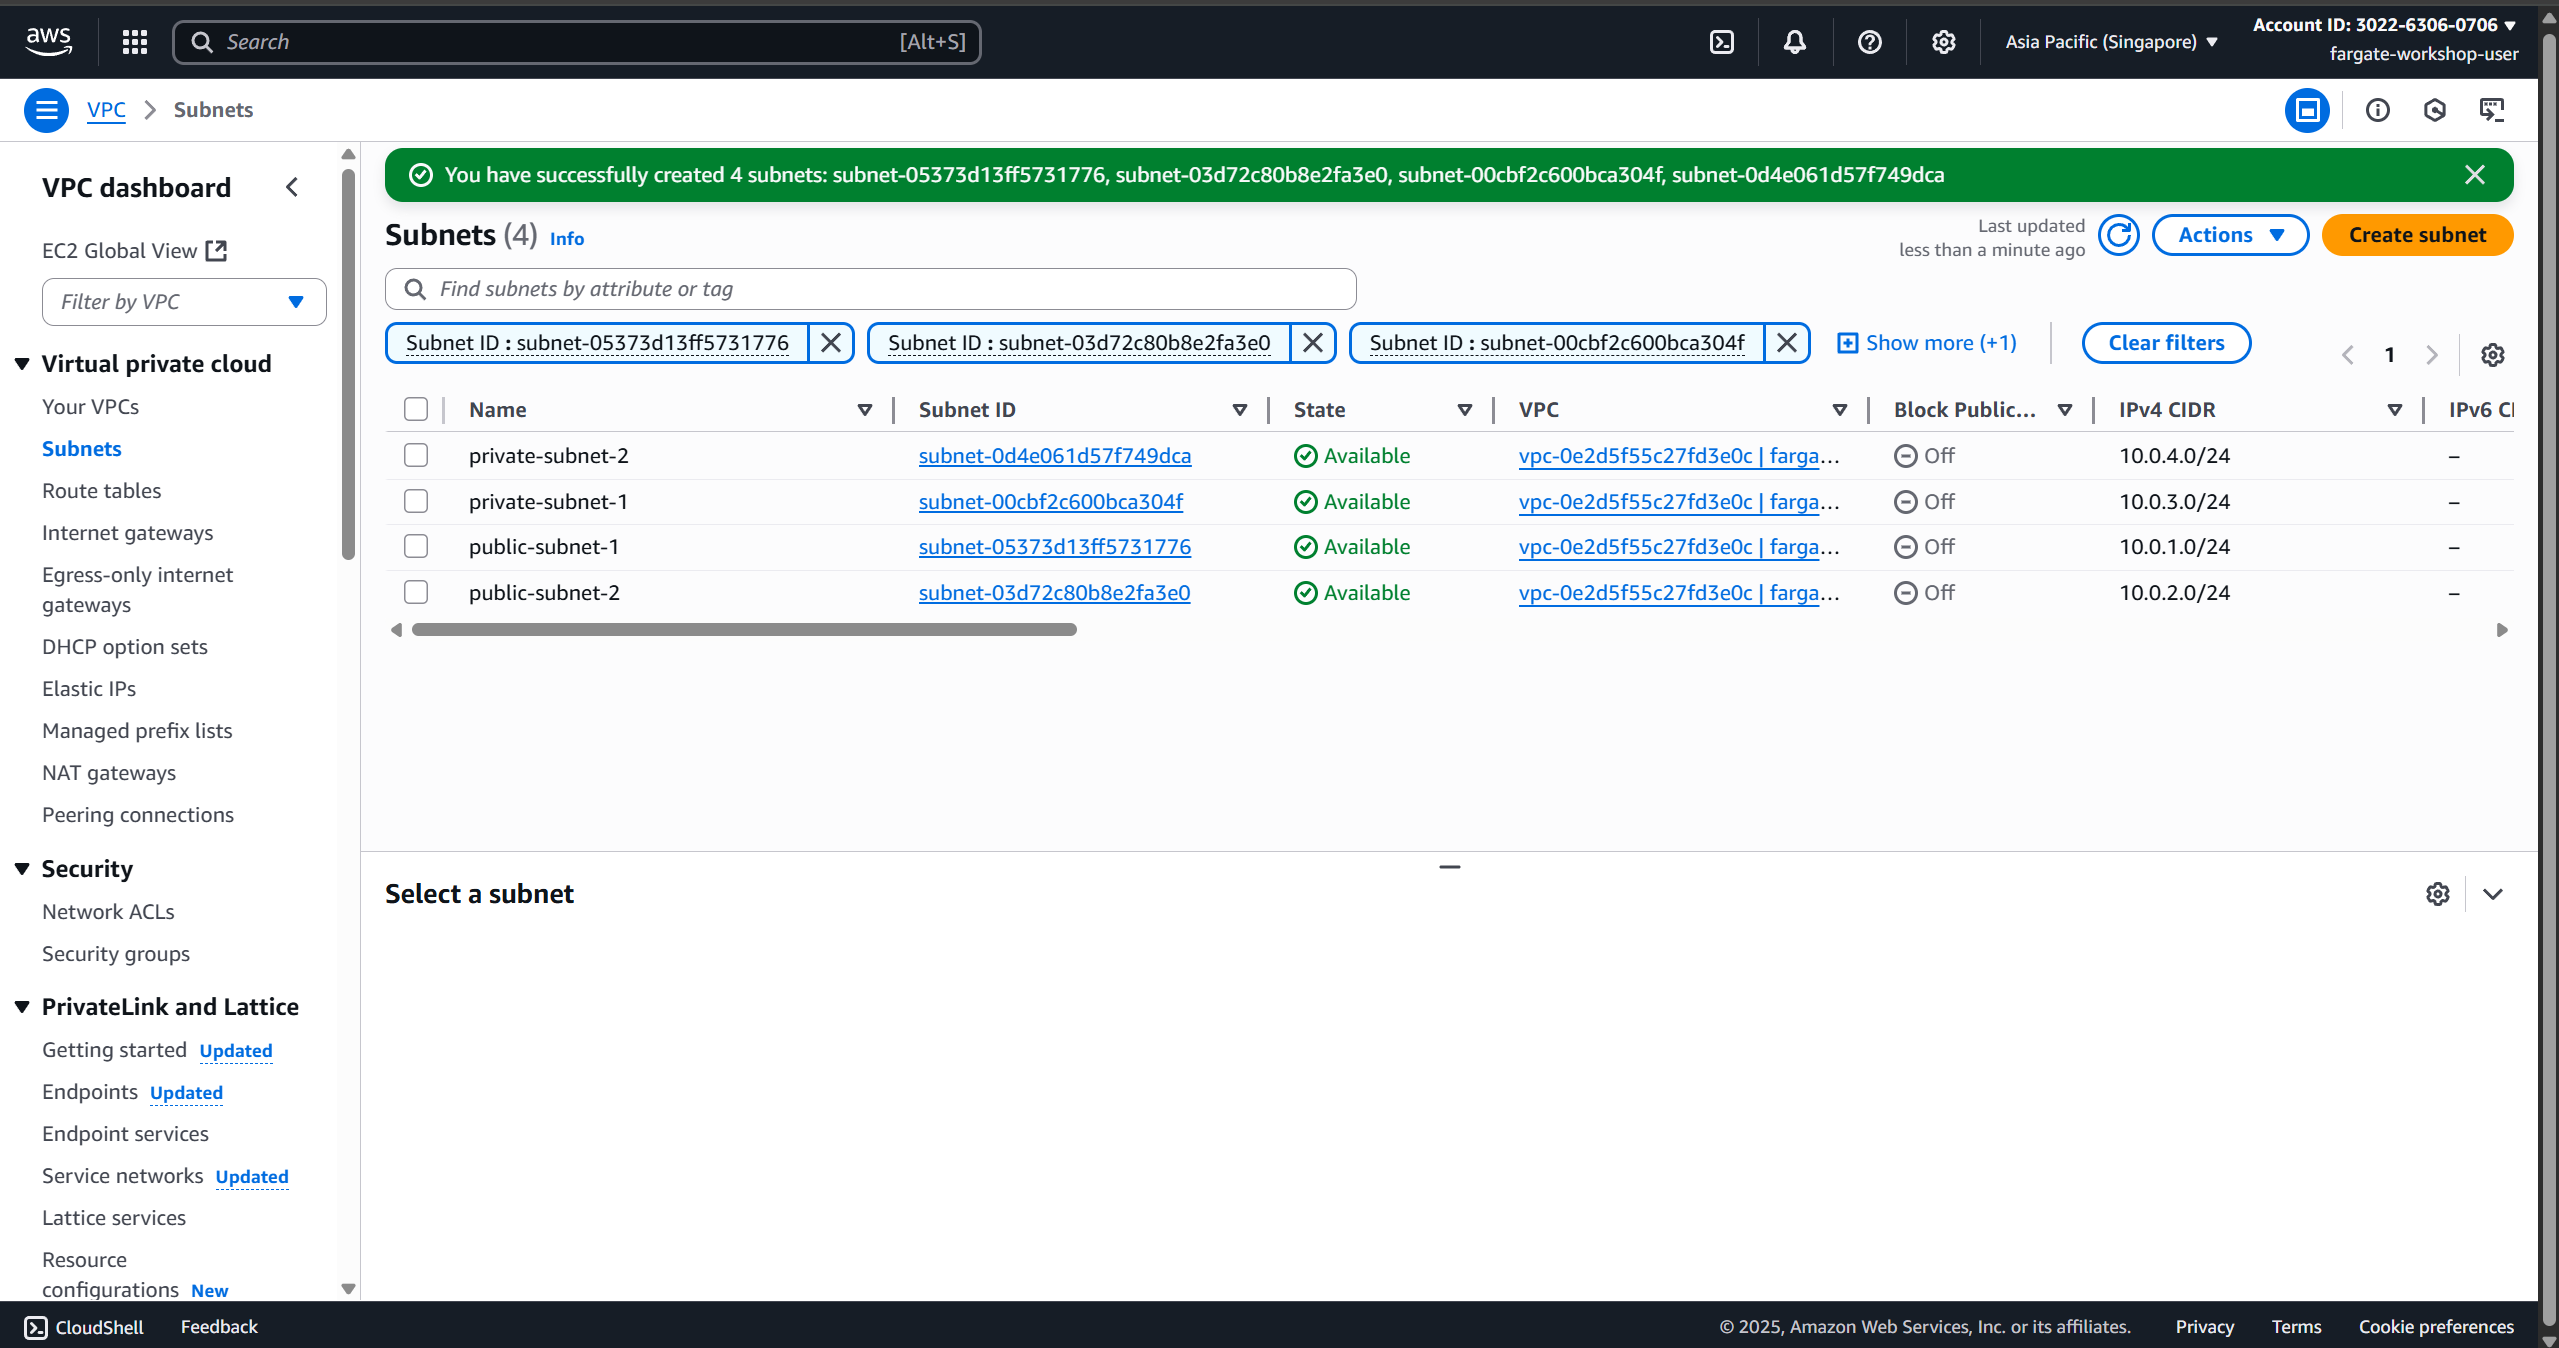 aws
Search [Alt+S]
Asia Pacific (Singapore)
Account ID: 3022-6306-0706
fargate-workshop-user
VPC Subnets
VPC dashboard
EC2 Global View
Filter by VPC
Virtual private cloud
Your VPCs
Subnets
Route tables
Internet gateways
Egress-only internet
gateways
DHCP option sets
Elastic IPs
Managed prefix lists
NAT gateways
Peering connections
Security
Network ACLs
Security groups
PrivateLink and Lattice
Getting started Updated
Endpoints Updated
Endpoint services
Service networks Updated
Lattice services
Resource
configurations New
You have successfully created 4 subnets: subnet-05373d13ff5731776, subnet-03d72c80b8e2fa3e0, subnet-00cbf2c600bca304f, subnet-0d4e061d57f749dca
Subnets (4) Info
Last updated
less than a minute ago
Actions
Create subnet
Find subnets by attribute or tag
Subnet ID : subnet-05373d13ff5731776 Subnet ID : subnet-03d72c80b8e2fa3e0 Subnet ID : subnet-00cbf2c600bca304f Show more (+1) Clear filters
1
Name Subnet ID State VPC Block Public... IPv4 CIDR IPv6 CI
private-subnet-2 subnet-0d4e061d57f749dca Available vpc-0e2d5f55c27fd3e0c | farga... Off 10.0.4.0/24 –
private-subnet-1 subnet-00cbf2c600bca304f Available vpc-0e2d5f55c27fd3e0c | farga... Off 10.0.3.0/24 –
public-subnet-1 subnet-05373d13ff5731776 Available vpc-0e2d5f55c27fd3e0c | farga... Off 10.0.1.0/24 –
public-subnet-2 subnet-03d72c80b8e2fa3e0 Available vpc-0e2d5f55c27fd3e0c | farga... Off 10.0.2.0/24 –
Select a subnet
CloudShell Feedback
© 2025, Amazon Web Services, Inc. or its affiliates. Privacy Terms Cookie preferences